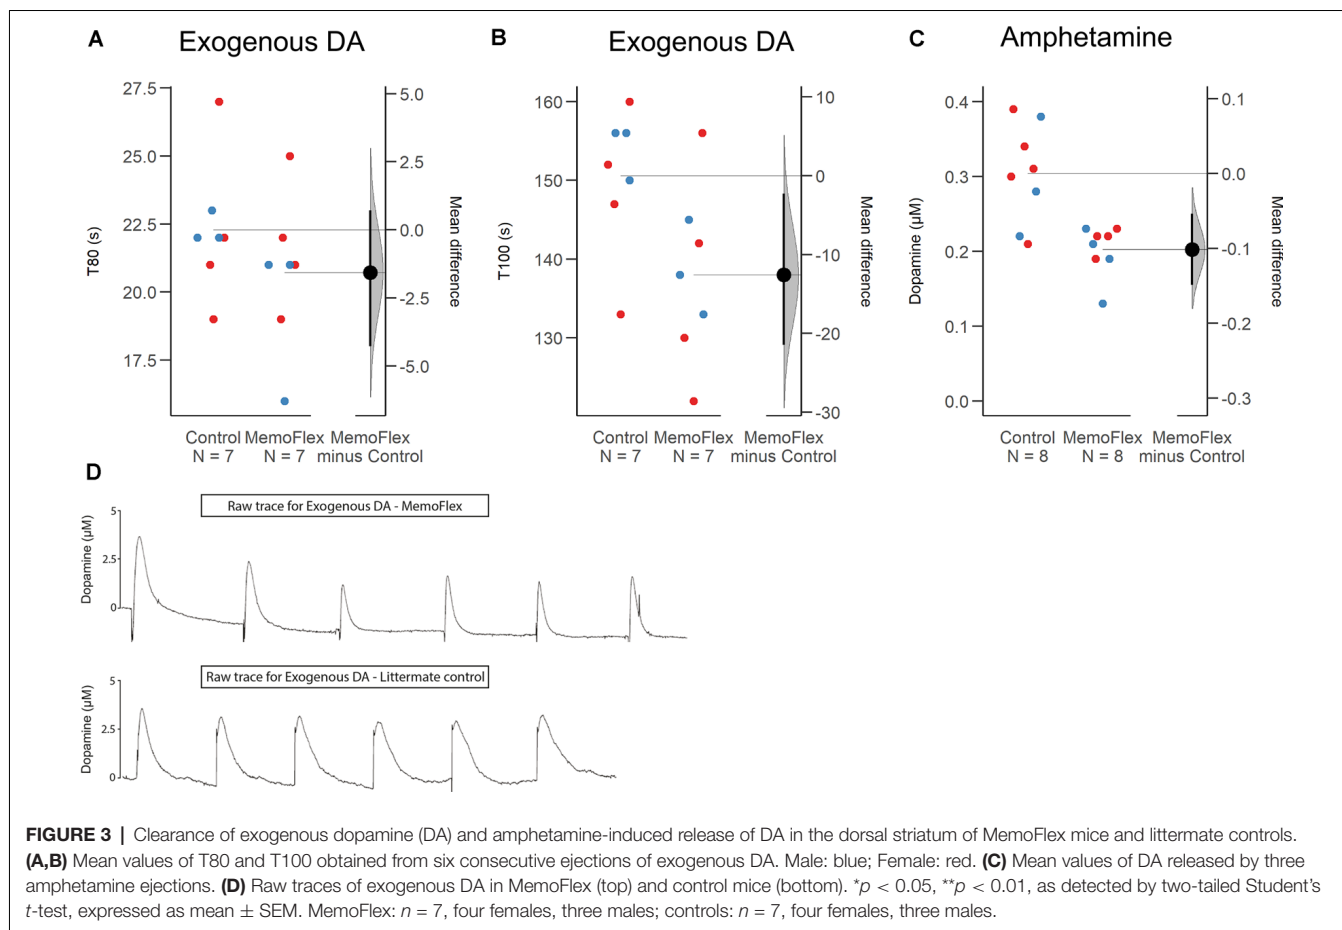 A Exogenous DA
27.5
25.0
22.5
20.0
17.5
T80 (s)
5.0
2.5
0.0
-2.5
-5.0
Mean difference
Control MemoFlex MemoFlex
N = 7 N = 7 minus Control
B Exogenous DA
160
150
140
130
T100 (s)
10
0
-10
-20
-30
Mean difference
Control MemoFlex MemoFlex
N = 7 N = 7 minus Control
C Amphetamine
0.4
0.3
0.2
0.1
0.0
Dopamine (µM)
0.1
0.0
-0.1
-0.2
-0.3
Mean difference
Control MemoFlex MemoFlex
N = 8 N = 8 minus Control
D
Raw trace for Exogenous DA - MemoFlex
5
2.5
0
Dopamine (µM)
Raw trace for Exogenous DA - Littermate control
5
2.5
0
Dopamine (µM)
FIGURE 3 | Clearance of exogenous dopamine (DA) and amphetamine-induced release of DA in the dorsal striatum of MemoFlex mice and littermate controls.
(A,B) Mean values of T80 and T100 obtained from six consecutive ejections of exogenous DA. Male: blue; Female: red. (C) Mean values of DA released by three
amphetamine ejections. (D) Raw traces of exogenous DA in MemoFlex (top) and control mice (bottom). *p < 0.05, **p < 0.01, as detected by two-tailed Student’s
t-test, expressed as mean ± SEM. MemoFlex: n = 7, four females, three males; controls: n = 7, four females, three males.